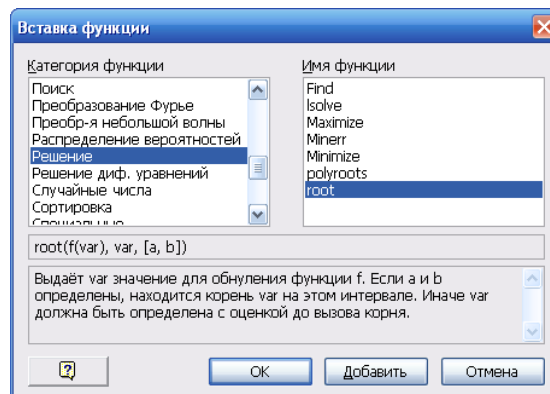 Вставка функции
Категория функции
Имя функции
Поиск
Преобразование Фурье
Преобр-я небольшой волны
Распределение вероятностей
Решение
Решение диф. уравнений
Случайные числа
Сортировка
Специальные
Find
lsolve
Maximize
Minerr
Minimize
polyroots
root
root(f(var), var, [a, b])
Выдаёт var значение для обнуления функции f. Если a и b
определены, находится корень var на этом интервале. Иначе var
должна быть определена с оценкой до вызова корня.
?
OK
Добавить
Отмена